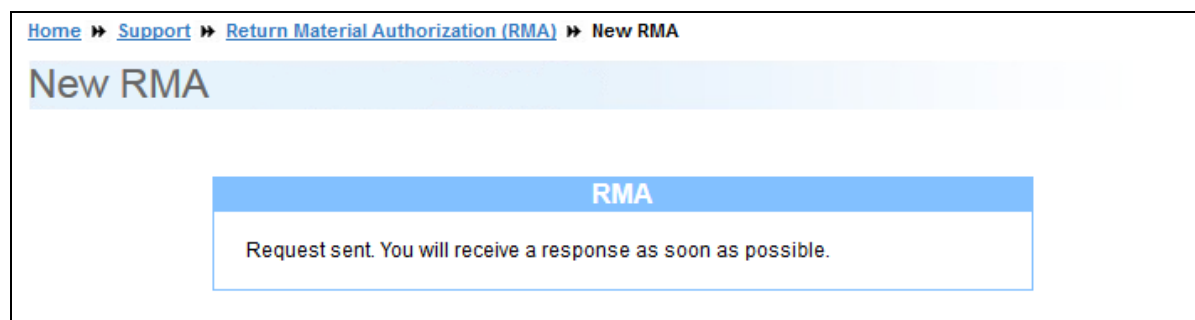 Home » Support » Return Material Authorization (RMA) » New RMA
New RMA
RMA
Request sent. You will receive a response as soon as possible.